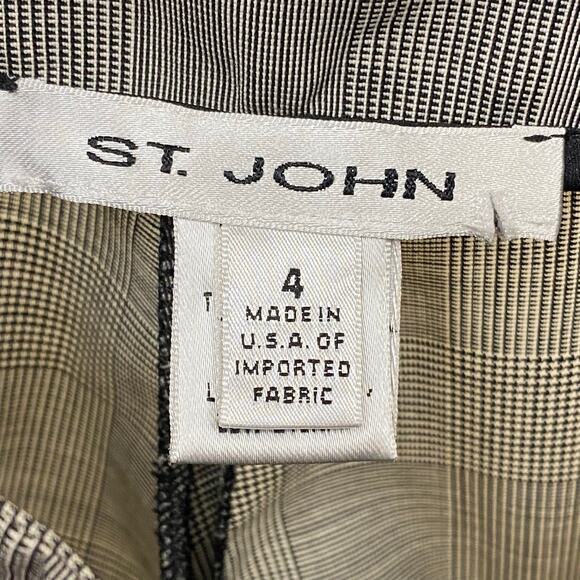 ST. JOHN
4
MADE IN
U.S.A. OF
IMPORTED
FABRIC